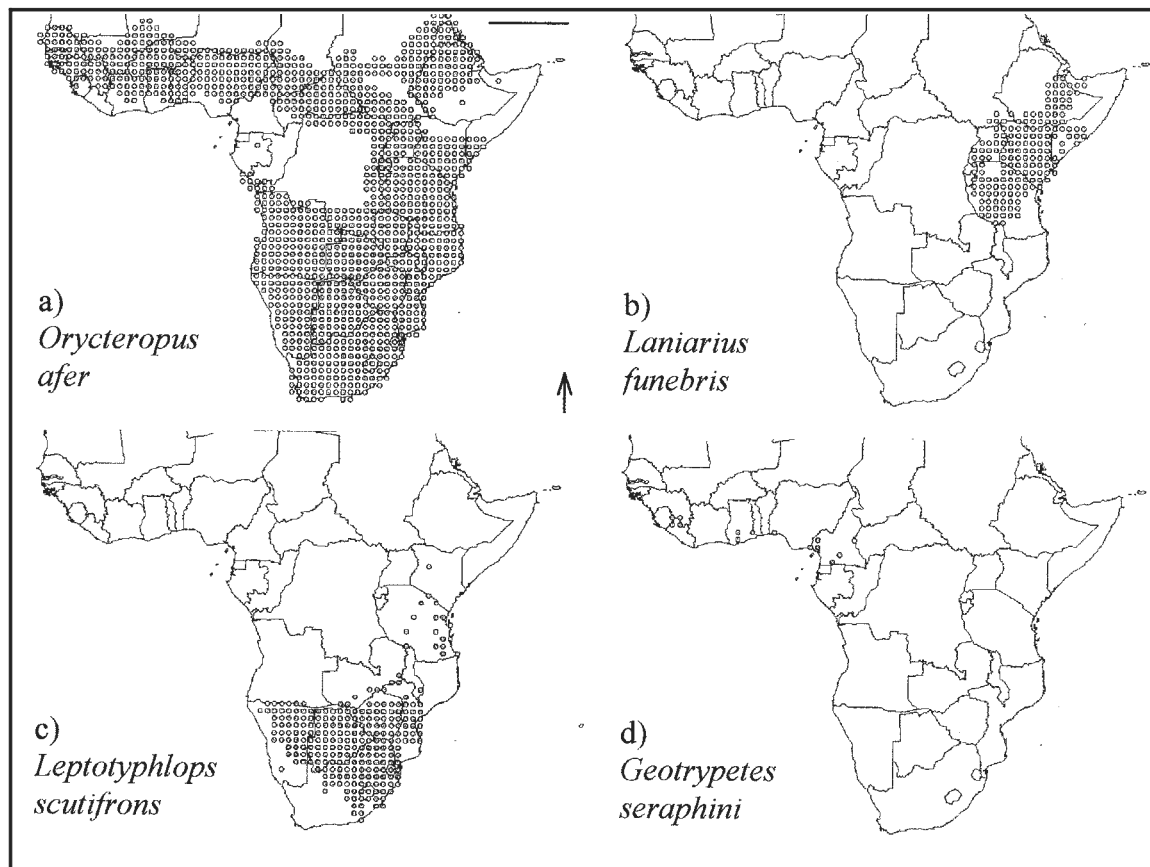 a)
Orycteropus
afer
b)
Laniarius
funebris
c)
Leptotyphlops
scutifrons
d)
Geotrypetes
seraphini